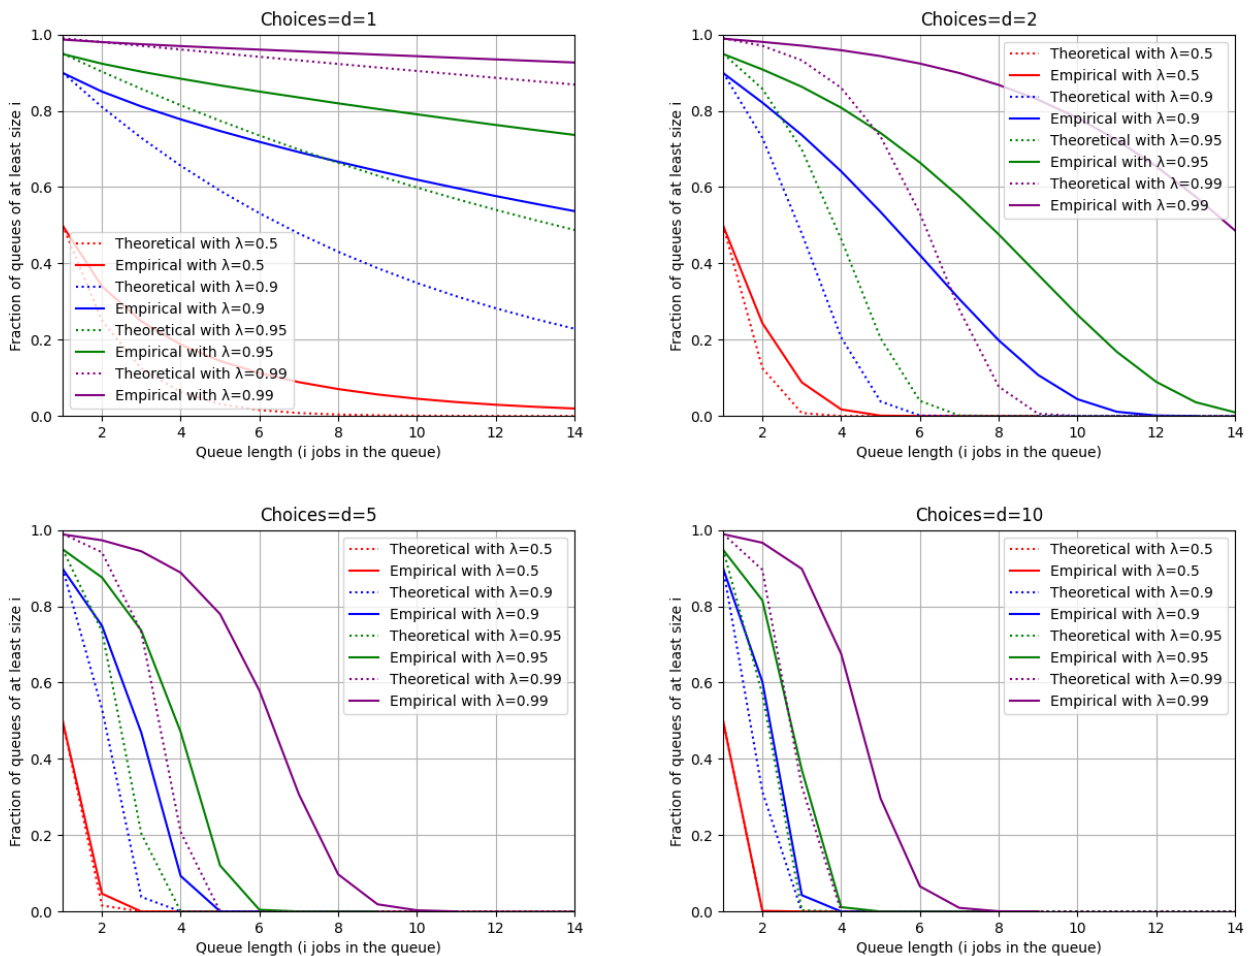 Choices=d=1
Fraction of queues of at least size i
1.0
0.8
0.6
0.4
0.2
0.0
Theoretical with λ=0.5
Empirical with λ=0.5
Theoretical with λ=0.9
Empirical with λ=0.9
Theoretical with λ=0.95
Empirical with λ=0.95
Theoretical with λ=0.99
Empirical with λ=0.99
2 4 6 8 10 12 14
Queue length (i jobs in the queue)
Choices=d=2
Fraction of queues of at least size i
1.0
0.8
0.6
0.4
0.2
0.0
Theoretical with λ=0.5
Empirical with λ=0.5
Theoretical with λ=0.9
Empirical with λ=0.9
Theoretical with λ=0.95
Empirical with λ=0.95
Theoretical with λ=0.99
Empirical with λ=0.99
2 4 6 8 10 12 14
Queue length (i jobs in the queue)
Choices=d=5
Fraction of queues of at least size i
1.0
0.8
0.6
0.4
0.2
0.0
Theoretical with λ=0.5
Empirical with λ=0.5
Theoretical with λ=0.9
Empirical with λ=0.9
Theoretical with λ=0.95
Empirical with λ=0.95
Theoretical with λ=0.99
Empirical with λ=0.99
2 4 6 8 10 12 14
Queue length (i jobs in the queue)
Choices=d=10
Fraction of queues of at least size i
1.0
0.8
0.6
0.4
0.2
0.0
Theoretical with λ=0.5
Empirical with λ=0.5
Theoretical with λ=0.9
Empirical with λ=0.9
Theoretical with λ=0.95
Empirical with λ=0.95
Theoretical with λ=0.99
Empirical with λ=0.99
2 4 6 8 10 12 14
Queue length (i jobs in the queue)